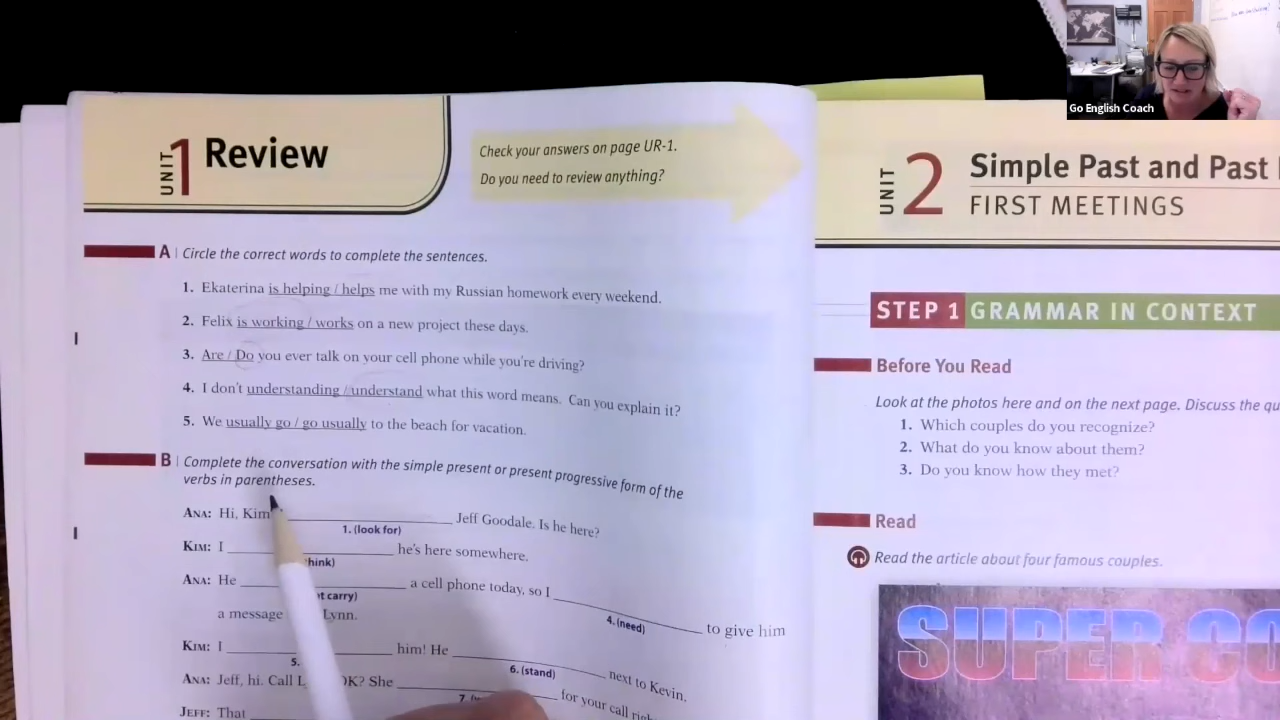 Go English Coach
UNIT 1 Review
Check your answers on page UR-1.
Do you need to review anything?
A Circle the correct words to complete the sentences.
1. Ekaterina is helping / helps me with my Russian homework every weekend.
2. Felix is working / works on a new project these days.
3. Are / Do you ever talk on your cell phone while you're driving?
4. I don't understanding / understand what this word means. Can you explain it?
5. We usually go / go usually to the beach for vacation.
B Complete the conversation with the simple present or present progressive form of the
verbs in parentheses.
ANA: Hi, Kim Jeff Goodale. Is he here?
1. (look for)
KIM: I he's here somewhere.
ANA: He a cell phone today, so I to give him
carry) 4. (need)
a message Lynn.
KIM: I him! He next to Kevin.
5. 6. (stand)
ANA: Jeff, hi. Call OK? She for your call
7.
JEFF: That
UNIT 2 Simple Past and Past
FIRST MEETINGS
STEP 1 GRAMMAR IN CONTEXT
Before You Read
Look at the photos here and on the next page. Discuss the
1. Which couples do you recognize?
2. What do you know about them?
3. Do you know how they met?
Read
Read the article about four famous couples.
SUPER CO